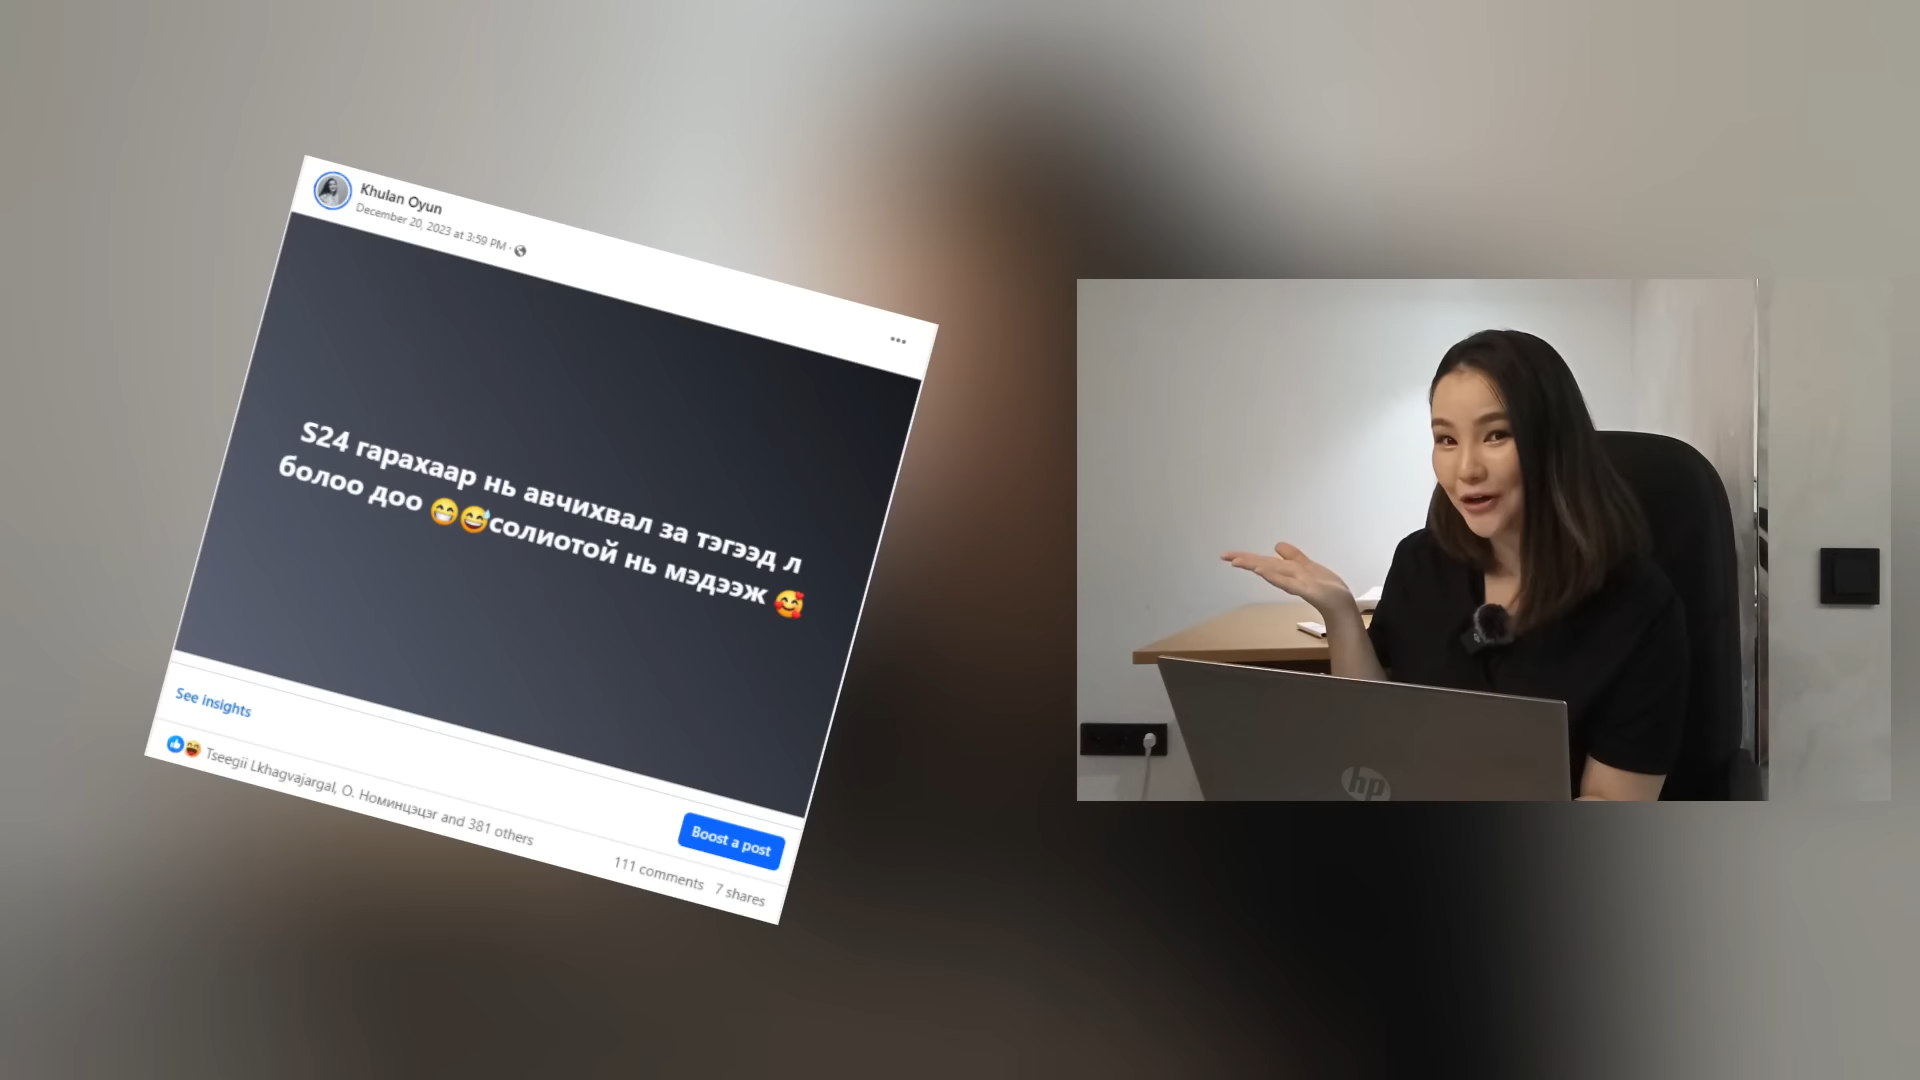 Khulan Oyun
December 20, 2023 at 3:59 PM ·
S24 гарахаар нь авчихвал за тэгээд л
болоо доо 😁😅солиотой нь мэдээж 🥰
See insights
Boost a post
Tseegii Lkhagvajargal, О. Номинцэцэг and 381 others
111 comments 7 shares
hp